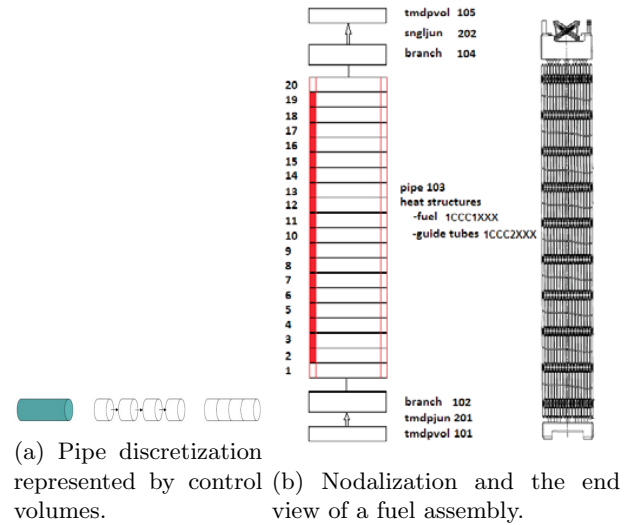 tmdpvol 105
sngljun 202
branch 104
20
19
18
17
16
15
14
13
12
11
10
9
8
7
6
5
4
3
2
1
pipe 103
heat structures
-fuel 1CCC1XXX
-guide tubes 1CCC2XXX
branch 102
tmdpjun 201
tmdpvol 101
(a) Pipe discretization
represented by control
volumes.
(b) Nodalization and the end
view of a fuel assembly.